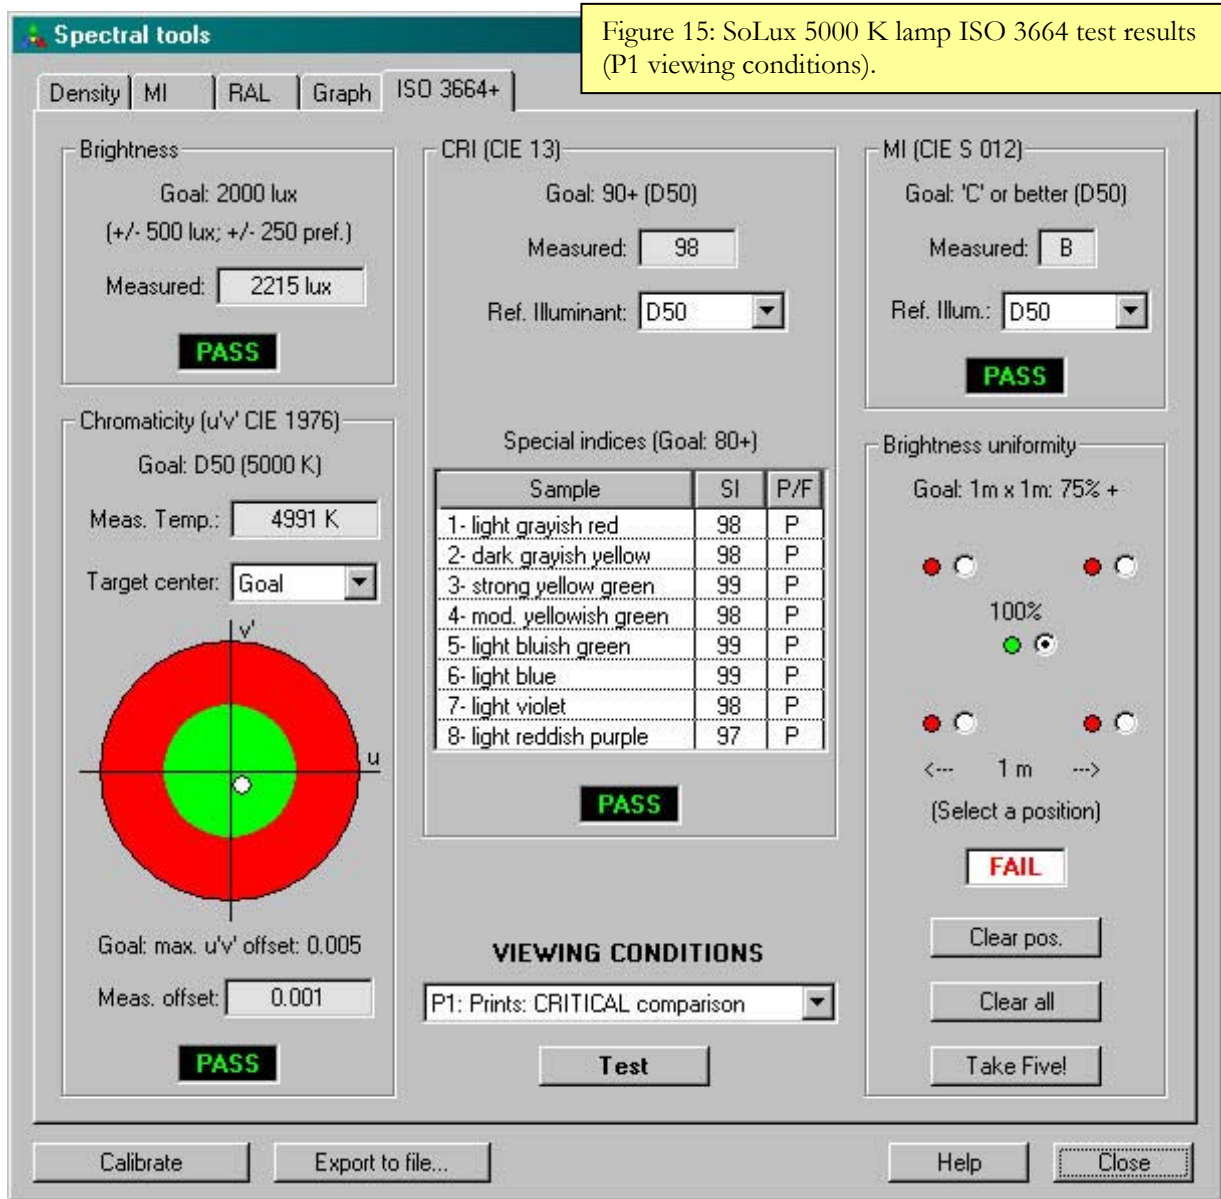 Spectral tools
Figure 15: SoLux 5000 K lamp ISO 3664 test results
(P1 viewing conditions).
Density MI RAL Graph ISO 3664+
Brightness
Goal: 2000 lux
(+/- 500 lux; +/- 250 pref.)
Measured: 2215 lux
PASS
Chromaticity (u'v' CIE 1976)
Goal: D50 (5000 K)
Meas. Temp.: 4991 K
Target center: Goal
v'
u
Goal: max. u'v' offset: 0.005
Meas. offset: 0.001
PASS
CRI (CIE 13)
Goal: 90+ (D50)
Measured: 98
Ref. Illuminant: D50
Special indices (Goal: 80+)
Sample SI P/F
1- light grayish red 98 P
2- dark grayish yellow 98 P
3- strong yellow green 99 P
4- mod. yellowish green 98 P
5- light bluish green 99 P
6- light blue 99 P
7- light violet 98 P
8- light reddish purple 97 P
PASS
VIEWING CONDITIONS
P1: Prints: CRITICAL comparison
Test
MI (CIE S 012)
Goal: 'C' or better (D50)
Measured: B
Ref. Illum.: D50
PASS
Brightness uniformity
Goal: 1m x 1m: 75% +
100%
<--- 1 m --->
(Select a position)
FAIL
Clear pos.
Clear all
Take Five!
Calibrate Export to file... Help Close